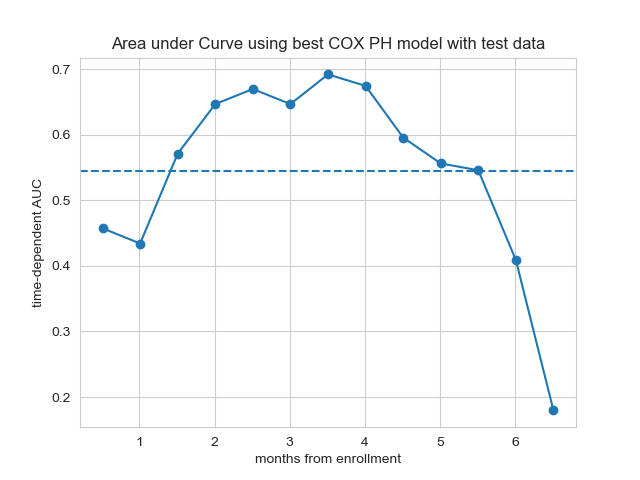 Area under Curve using best COX PH model with test data
time-dependent AUC
0.7
0.6
0.5
0.4
0.3
0.2
1 2 3 4 5 6
months from enrollment